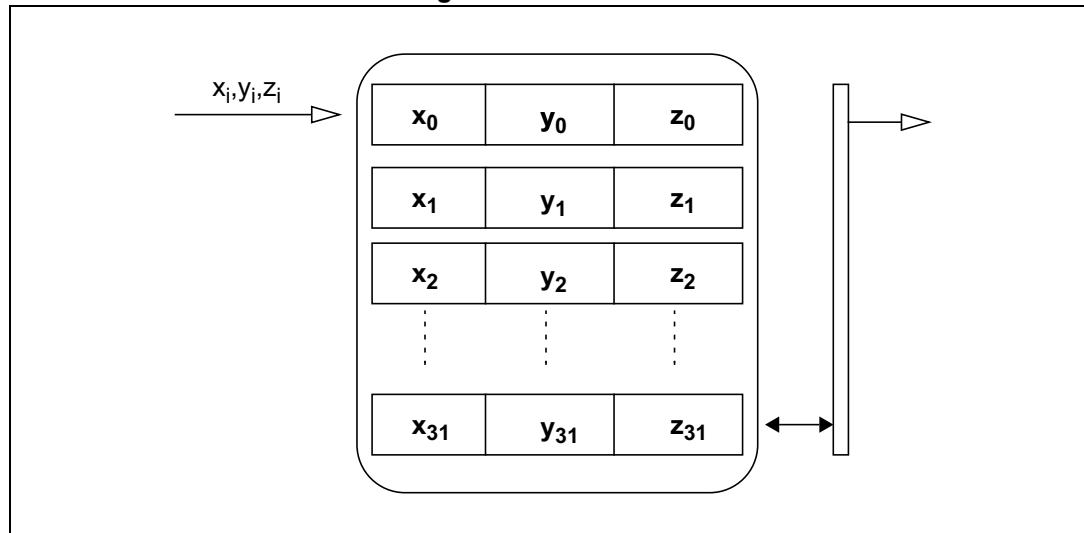 xᵢ,yᵢ,zᵢ
x₀ y₀ z₀
x₁ y₁ z₁
x₂ y₂ z₂
x₃₁ y₃₁ z₃₁